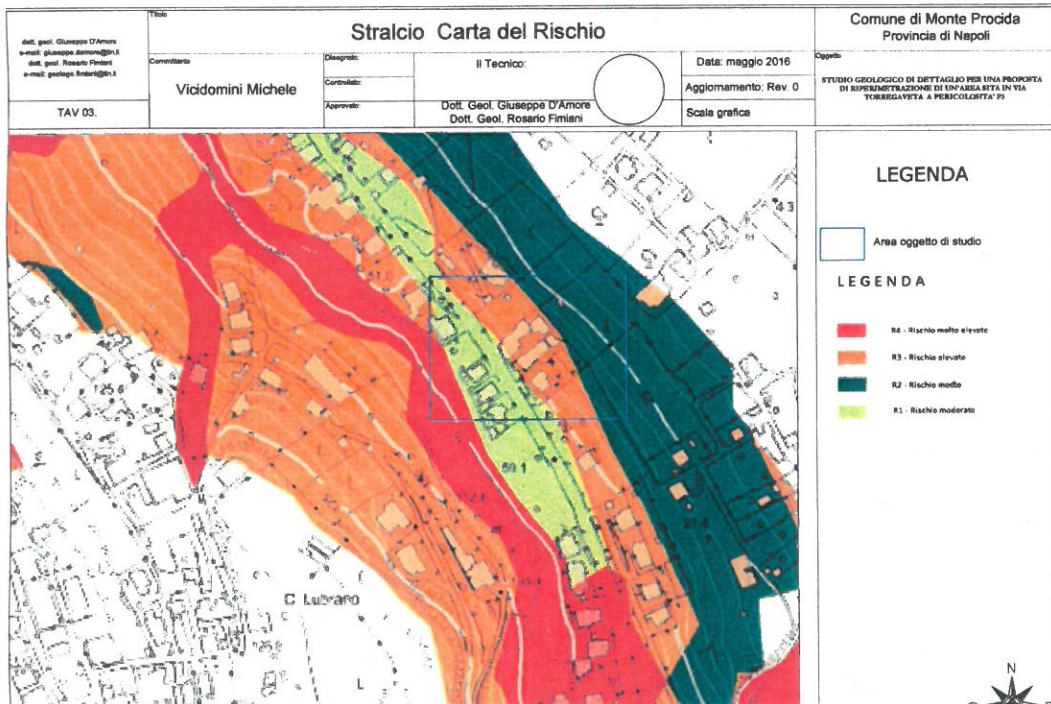 dott. geol. Giuseppe D'Amore
e-mail: giuseppe.damore@tin.it
dott. geol. Rosario Fimiani
e-mail: geologo.fimiani@tin.it
TAV 03.
Titolo
Stralcio Carta del Rischio
Committente
Vicidomini Michele
Disegnato:
Controllato:
Approvato:
Il Tecnico:
Dott. Geol. Giuseppe D'Amore
Dott. Geol. Rosario Fimiani
Data: maggio 2016
Aggiornamento: Rev. 0
Scala grafica
Comune di Monte Procida
Provincia di Napoli
Oggetto
STUDIO GEOLOGICO DI DETTAGLIO PER UNA PROPOSTA
DI RIPERIMETRAZIONE DI UN'AREA SITA IN VIA
TORREGAVETA A PERICOLOSITA' P3
LEGENDA
Area oggetto di studio
LEGENDA
R4 - Rischio molto elevato
R3 - Rischio elevato
R2 - Rischio medio
R1 - Rischio moderato
C Lubrano
N